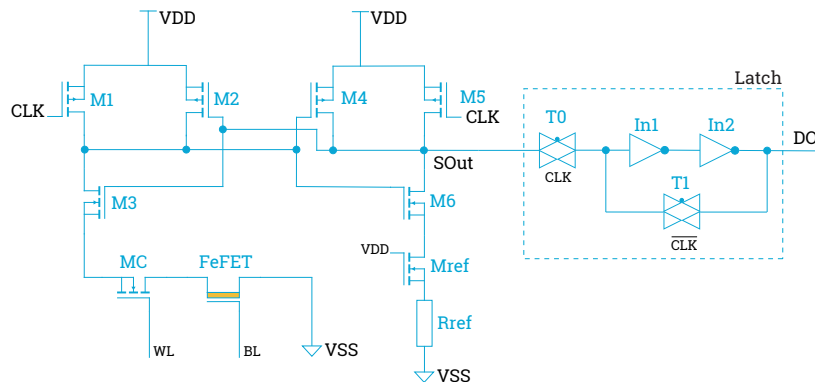 VDD
VDD
M1
M2
M4
M5
CLK
CLK
Latch
T0
In1
In2
DO
SOut
CLK
T1
CLK
M3
M6
VDD
Mref
MC
FeFET
Rref
WL
BL
VSS
VSS